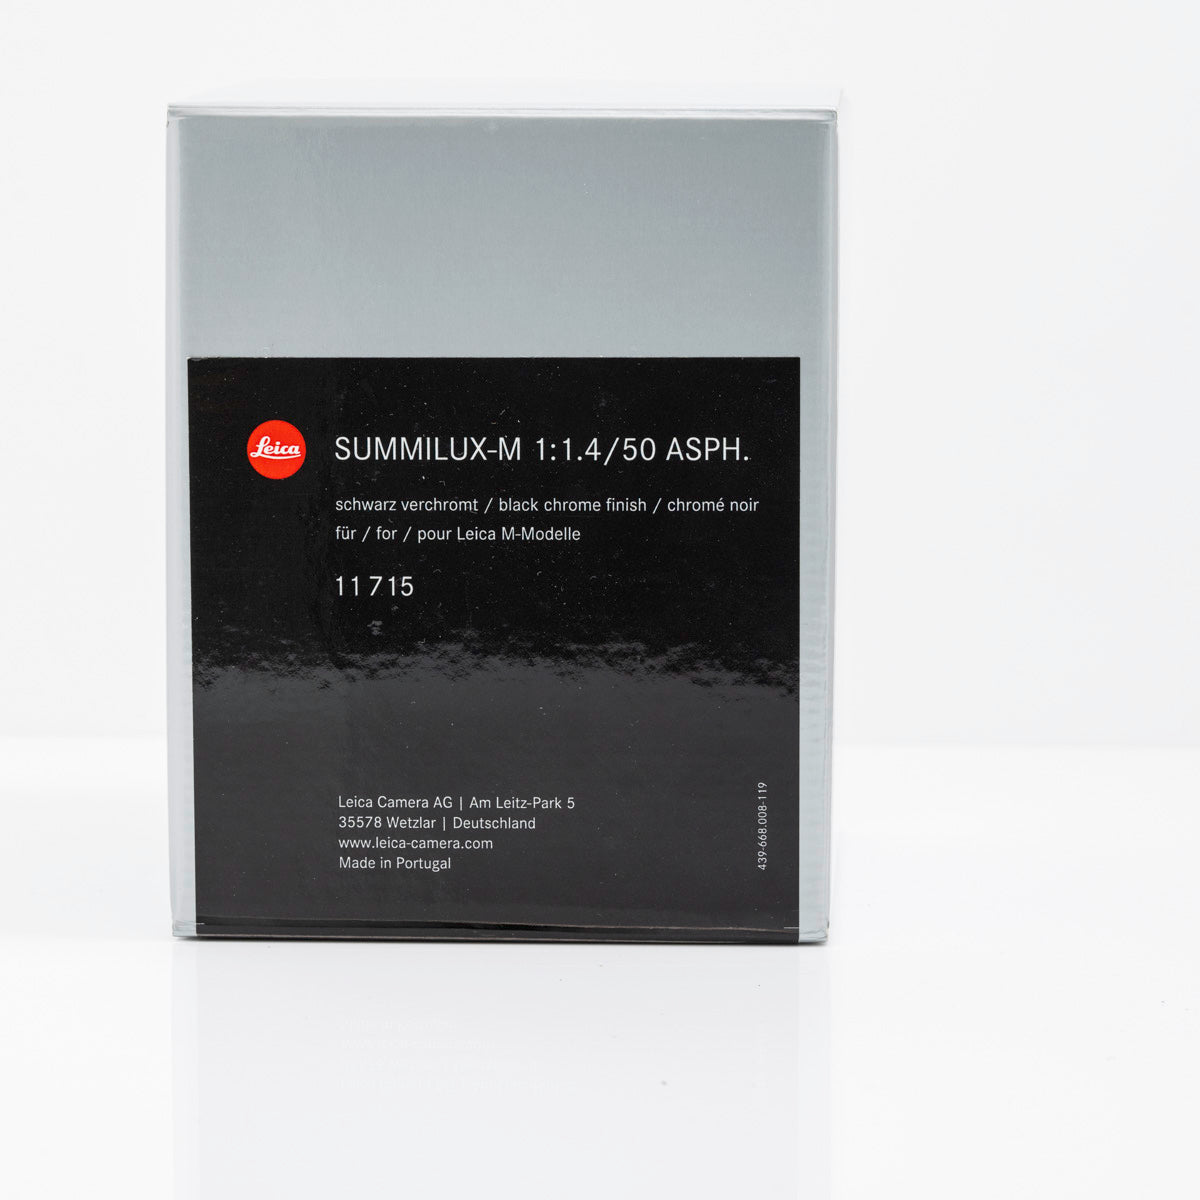 Leica
SUMMILUX-M 1:1.4/50 ASPH.
schwarz verchromt / black chrome finish / chromé noir
für / for / pour Leica M-Modelle
11 715
Leica Camera AG | Am Leitz-Park 5
35578 Wetzlar | Deutschland
www.leica-camera.com
Made in Portugal
439-668.008-119